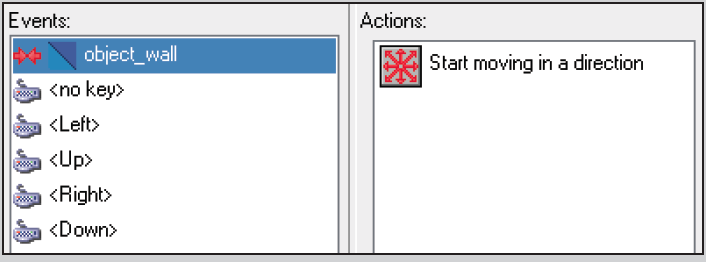 Events:
object_wall
<no key>
<Left>
<Up>
<Right>
<Down>
Actions:
Start moving in a direction